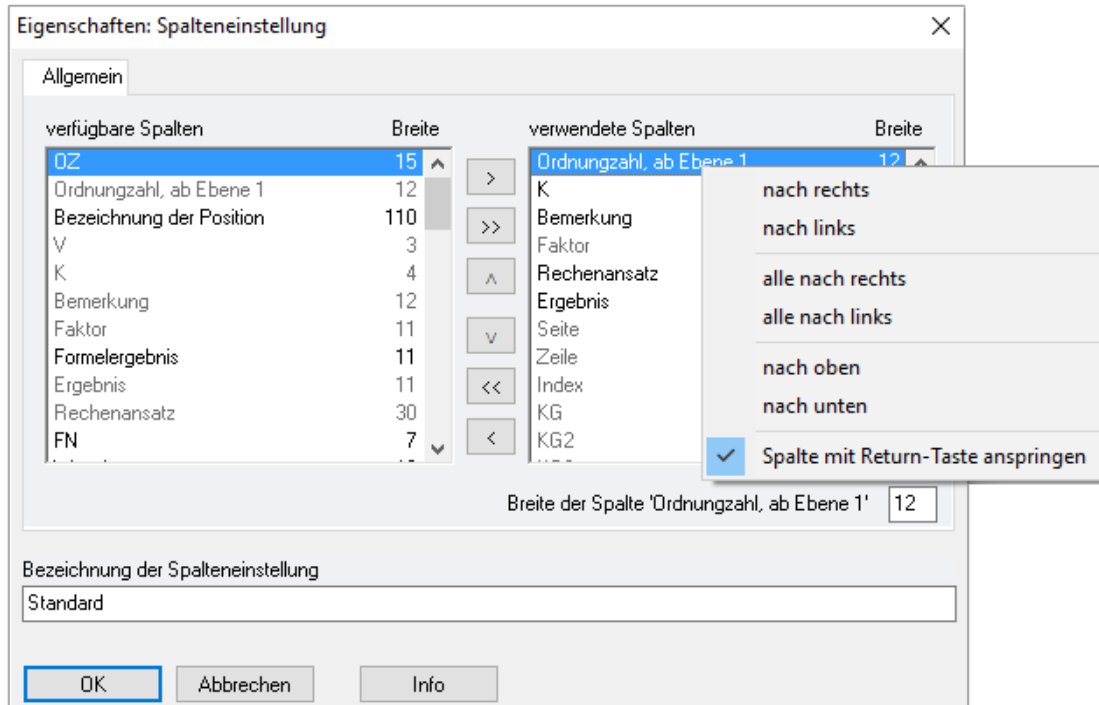 Eigenschaften: Spalteneinstellung
Allgemein
verfügbare Spalten Breite
OZ 15
Ordnungzahl, ab Ebene 1 12
Bezeichnung der Position 110
V 3
K 4
Bemerkung 12
Faktor 11
Formelergebnis 11
Ergebnis 11
Rechenansatz 30
FN 7
>
>>
^
v
<<
<
verwendete Spalten Breite
Ordnungzahl, ab Ebene 1 12
K
Bemerkung
Faktor
Rechenansatz
Ergebnis
Seite
Zeile
Index
KG
KG2
nach rechts
nach links
alle nach rechts
alle nach links
nach oben
nach unten
Spalte mit Return-Taste anspringen
Breite der Spalte 'Ordnungzahl, ab Ebene 1' 12
Bezeichnung der Spalteneinstellung
Standard
OK Abbrechen Info